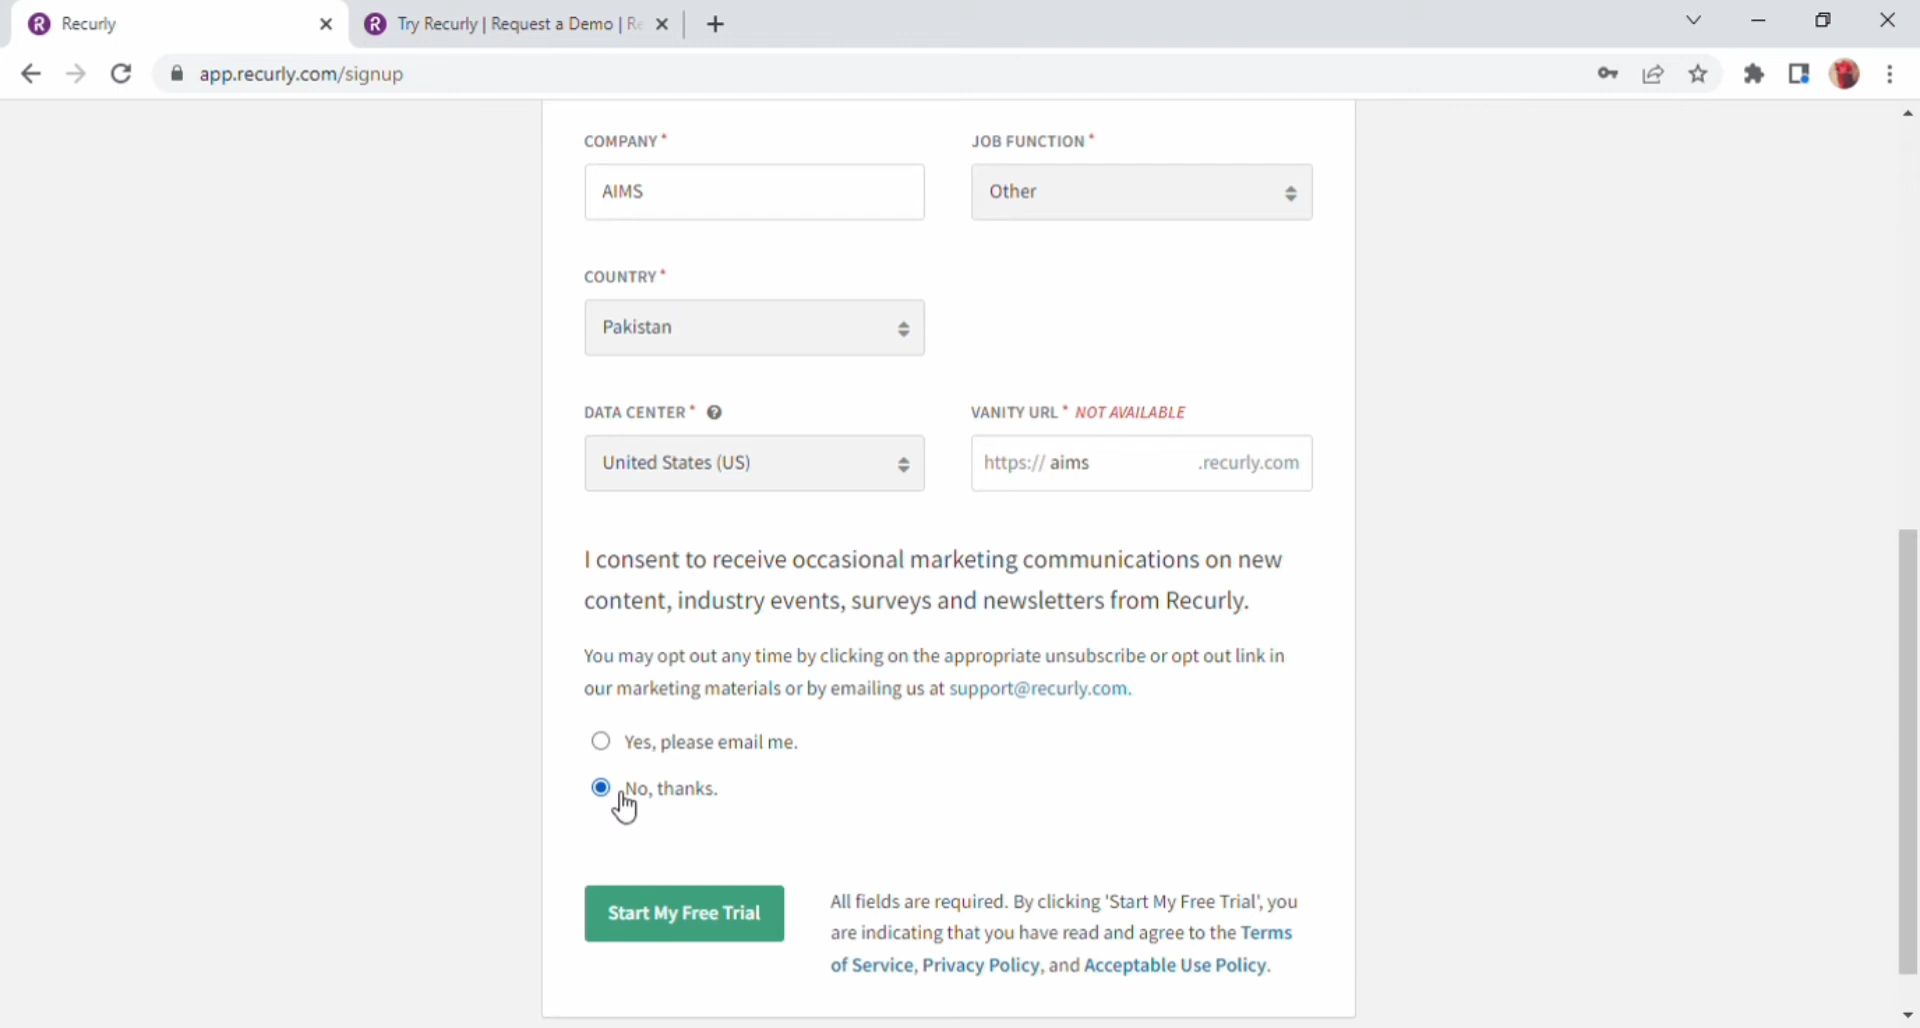 Recurly
Try Recurly | Request a Demo | Re
app.recurly.com/signup
COMPANY *
JOB FUNCTION *
AIMS
Other
COUNTRY *
Pakistan
DATA CENTER *
VANITY URL * NOT AVAILABLE
United States (US)
https:// aims .recurly.com
I consent to receive occasional marketing communications on new
content, industry events, surveys and newsletters from Recurly.
You may opt out any time by clicking on the appropriate unsubscribe or opt out link in
our marketing materials or by emailing us at support@recurly.com.
Yes, please email me.
No, thanks.
Start My Free Trial
All fields are required. By clicking 'Start My Free Trial', you
are indicating that you have read and agree to the Terms
of Service, Privacy Policy, and Acceptable Use Policy.